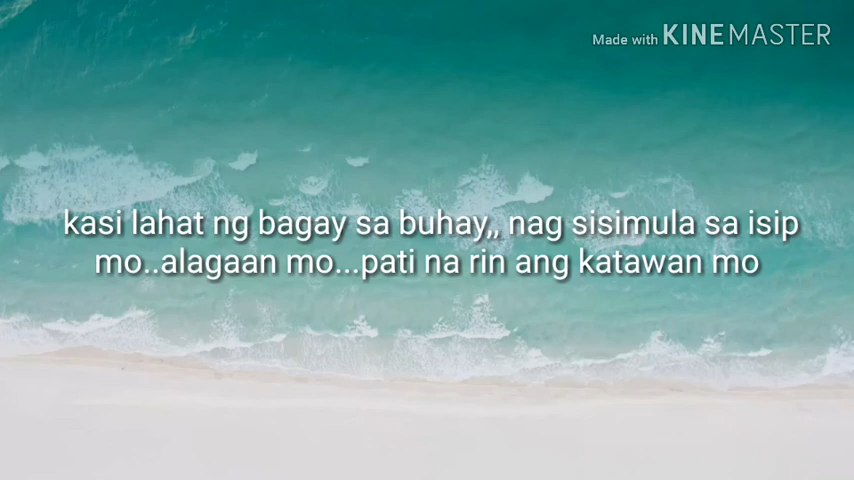 Made with KINEMASTER
kasi lahat ng bagay sa buhay,, nag sisimula sa isip
mo..alagaan mo...pati na rin ang katawan mo